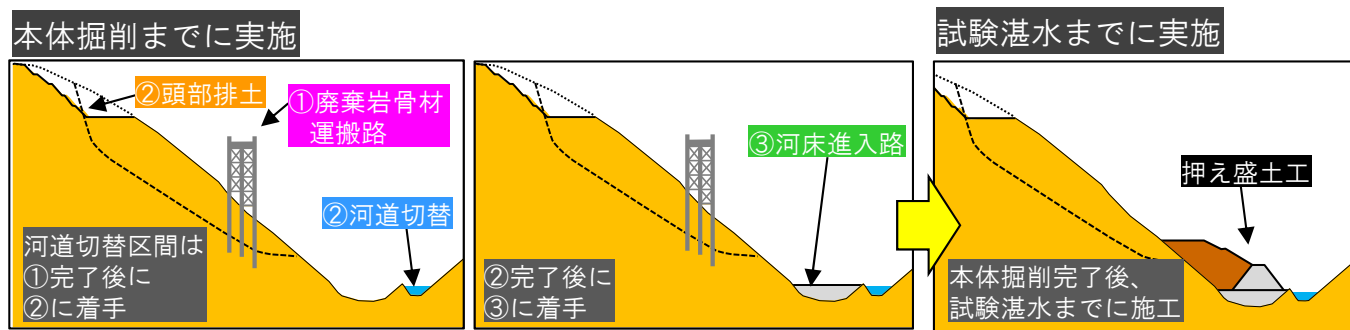 本体掘削までに実施
②頭部排土
①廃棄岩骨材
運搬路
②河道切替
河道切替区間は
①完了後に
②に着手
③河床進入路
②完了後に
③に着手
試験湛水までに実施
押え盛土工
本体掘削完了後、
試験湛水までに施工